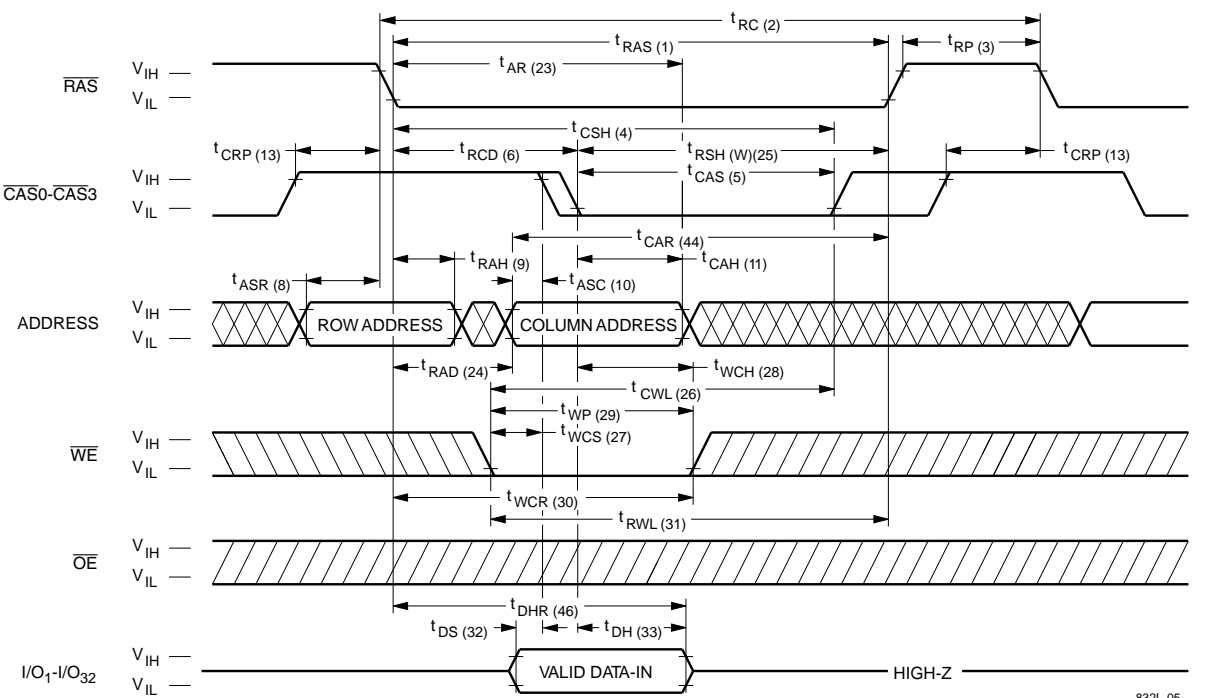 t RC (2)
t RAS (1)
t RP (3)
t AR (23)
RAS
V IH
V IL
t CSH (4)
t CRP (13)
t RCD (6)
t RSH (W)(25)
t CRP (13)
t CAS (5)
CAS0-CAS3
V IH
V IL
t CAR (44)
t RAH (9)
t CAH (11)
t ASR (8)
t ASC (10)
ADDRESS
V IH
V IL
ROW ADDRESS
COLUMN ADDRESS
t RAD (24)
t WCH (28)
t CWL (26)
t WP (29)
t WCS (27)
WE
V IH
V IL
t WCR (30)
t RWL (31)
OE
V IH
V IL
t DHR (46)
t DS (32)
t DH (33)
I/O1-I/O32
V IH
V IL
VALID DATA-IN
HIGH-Z